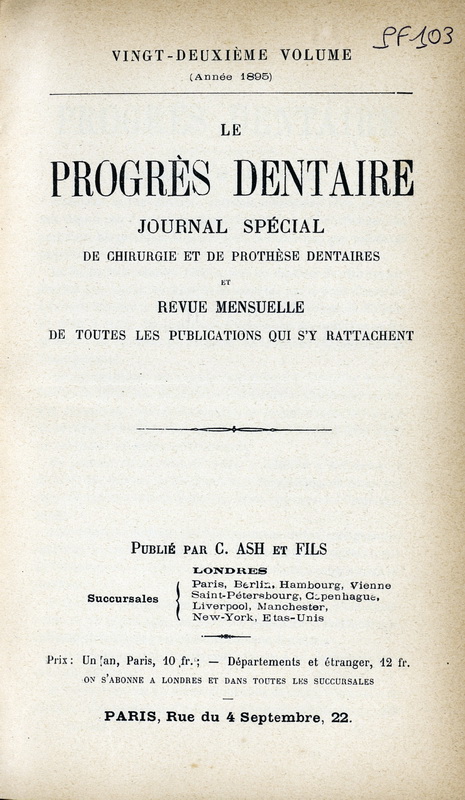 PF103
VINGT-DEUXIÈME VOLUME
(Année 1895)
LE
PROGRÈS DENTAIRE
JOURNAL SPÉCIAL
DE CHIRURGIE ET DE PROTHÈSE DENTAIRES
ET
REVUE MENSUELLE
DE TOUTES LES PUBLICATIONS QUI S'Y RATTACHENT
PUBLIÉ PAR C. ASH ET FILS
LONDRES
Succursales { Paris, Berlin, Hambourg, Vienne
Saint-Pétersbourg, Copenhague,
Liverpool, Manchester,
New-York, Etas-Unis
Prix: Un an, Paris, 10 fr.; — Départements et étranger, 12 fr.
ON S'ABONNE A LONDRES ET DANS TOUTES LES SUCCURSALES
PARIS, Rue du 4 Septembre, 22.